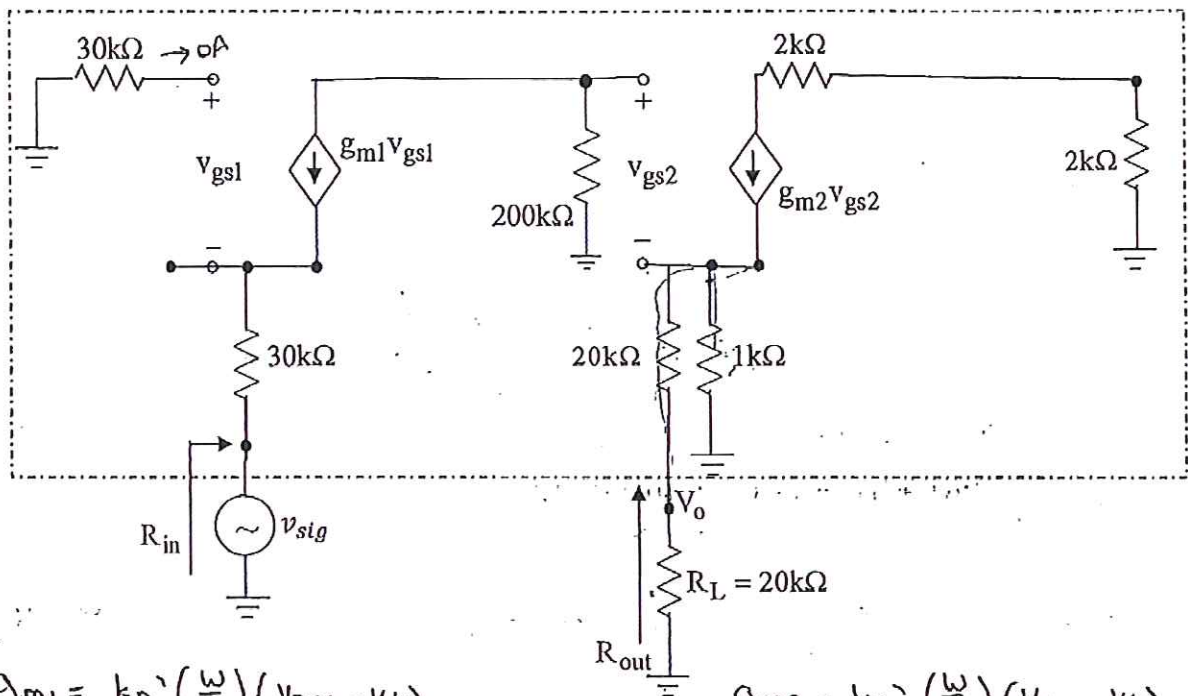 30kΩ → 0A
2kΩ
+
+
v_gs1
g_m1v_gs1
200kΩ
v_gs2
g_m2v_gs2
2kΩ
−
−
30kΩ
20kΩ
1kΩ
R_in
v_sig
V_o
R_L = 20kΩ
R_out